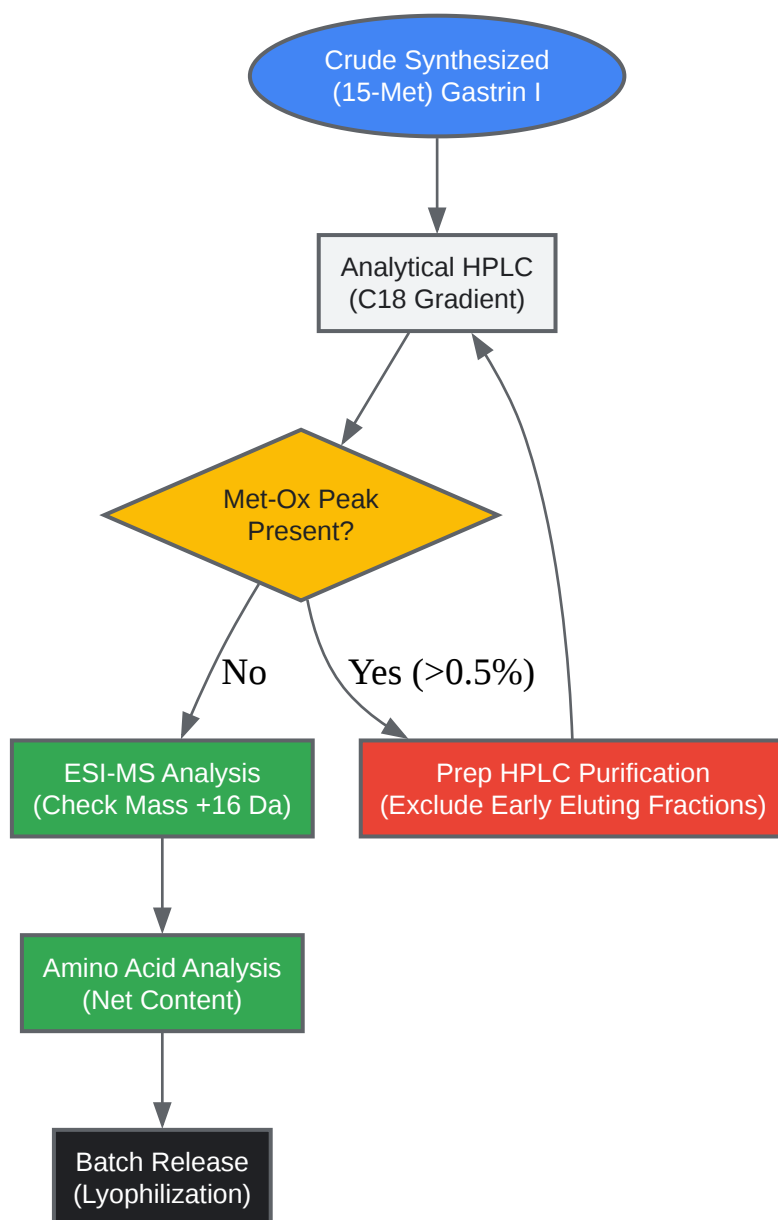 Crude Synthesized
(15-Met) Gastrin I
Analytical HPLC
(C18 Gradient)
Met-Ox Peak
Present?
No
Yes (>0.5%)
ESI-MS Analysis
(Check Mass +16 Da)
Prep HPLC Purification
(Exclude Early Eluting Fractions)
Amino Acid Analysis
(Net Content)
Batch Release
(Lyophilization)